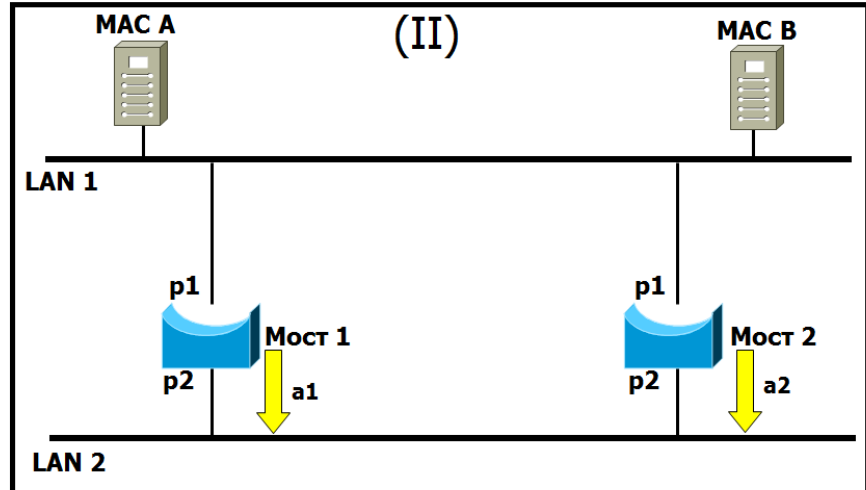 MAC A
(II)
MAC B
LAN 1
p1
p1
Мост 1
Мост 2
p2
p2
a1
a2
LAN 2